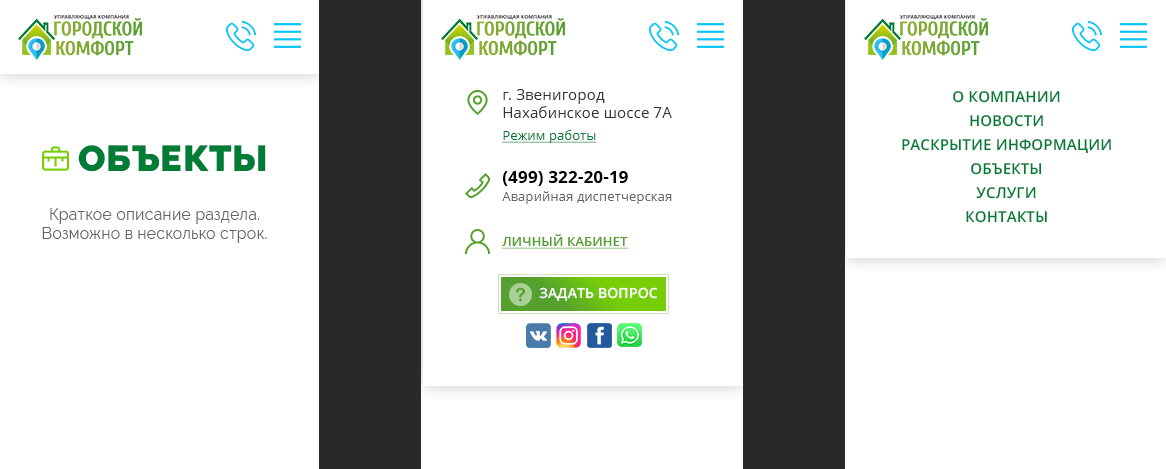 УПРАВЛЯЮЩАЯ КОМПАНИЯ
ГОРОДСКОЙ
КОМФОРТ
ОБЪЕКТЫ
Краткое описание раздела.
Возможно в несколько строк.
УПРАВЛЯЮЩАЯ КОМПАНИЯ
ГОРОДСКОЙ
КОМФОРТ
г. Звенигород
Нахабинское шоссе 7А
Режим работы
(499) 322-20-19
Аварийная диспетчерская
ЛИЧНЫЙ КАБИНЕТ
? ЗАДАТЬ ВОПРОС
УПРАВЛЯЮЩАЯ КОМПАНИЯ
ГОРОДСКОЙ
КОМФОРТ
О КОМПАНИИ
НОВОСТИ
РАСКРЫТИЕ ИНФОРМАЦИИ
ОБЪЕКТЫ
УСЛУГИ
КОНТАКТЫ